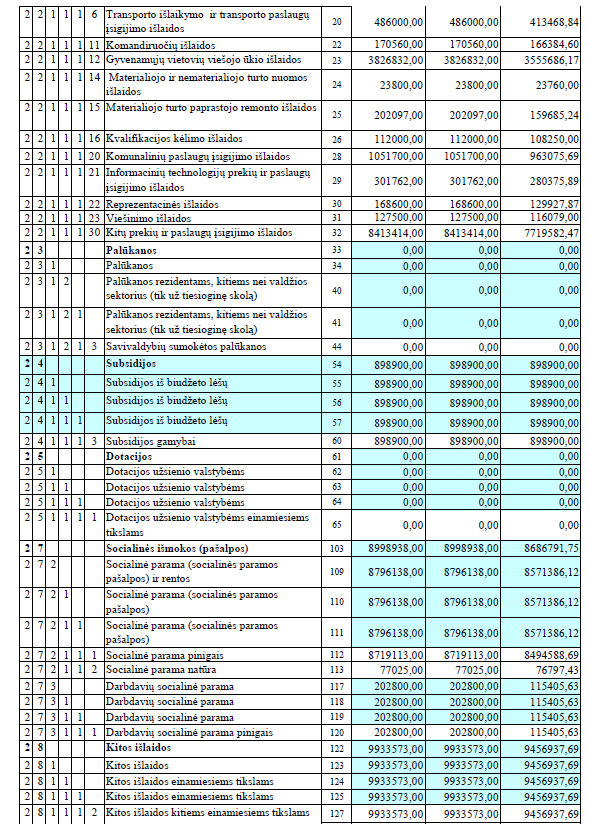 2 2 1 1 1 6 Transporto išlaikymo ir transporto paslaugų
įsigijimo išlaidos 20 486000,00 486000,00 413468,84
2 2 1 1 1 11 Komandiruočių išlaidos 22 170560,00 170560,00 166384,60
2 2 1 1 1 12 Gyvenamųjų vietovių viešojo ūkio išlaidos 23 3826832,00 3826832,00 3555686,17
2 2 1 1 1 14 Materialiojo ir nematerialiojo turto nuomos
išlaidos 24 23800,00 23800,00 23760,00
2 2 1 1 1 15 Materialiojo turto paprastojo remonto išlaidos
25 202097,00 202097,00 159685,24
2 2 1 1 1 16 Kvalifikacijos kėlimo išlaidos 26 112000,00 112000,00 108250,00
2 2 1 1 1 20 Komunalinių paslaugų įsigijimo išlaidos 28 1051700,00 1051700,00 963075,69
2 2 1 1 1 21 Informacinių technologijų prekių ir paslaugų
įsigijimo išlaidos 29 301762,00 301762,00 280375,89
2 2 1 1 1 22 Reprezentacinės išlaidos 30 168600,00 168600,00 129927,87
2 2 1 1 1 23 Viešinimo išlaidos 31 127500,00 127500,00 116079,00
2 2 1 1 1 30 Kitų prekių ir paslaugų įsigijimo išlaidos 32 8413414,00 8413414,00 7719582,47
2 3 Palūkanos 33 0,00 0,00 0,00
2 3 1 Palūkanos 34 0,00 0,00 0,00
2 3 1 2 Palūkanos rezidentams, kitiems nei valdžios
sektorius (tik už tiesioginę skolą) 40 0,00 0,00 0,00
2 3 1 2 1 Palūkanos rezidentams, kitiems nei valdžios
sektorius (tik už tiesioginę skolą) 41 0,00 0,00 0,00
2 3 1 2 1 3 Savivaldybių sumokėtos palūkanos 44 0,00 0,00 0,00
2 4 Subsidijos 54 898900,00 898900,00 898900,00
2 4 1 Subsidijos iš biudžeto lėšų 55 898900,00 898900,00 898900,00
2 4 1 1 Subsidijos iš biudžeto lėšų 56 898900,00 898900,00 898900,00
2 4 1 1 1 Subsidijos iš biudžeto lėšų 57 898900,00 898900,00 898900,00
2 4 1 1 1 3 Subsidijos gamybai 60 898900,00 898900,00 898900,00
2 5 Dotacijos 61 0,00 0,00 0,00
2 5 1 Dotacijos užsienio valstybėms 62 0,00 0,00 0,00
2 5 1 1 Dotacijos užsienio valstybėms 63 0,00 0,00 0,00
2 5 1 1 1 Dotacijos užsienio valstybėms 64 0,00 0,00 0,00
2 5 1 1 1 1 Dotacijos užsienio valstybėms einamiesiems
tikslams 65 0,00 0,00 0,00
2 7 Socialinės išmokos (pašalpos) 103 8998938,00 8998938,00 8686791,75
2 7 2 Socialinė parama (socialinės paramos
pašalpos) ir rentos 109 8796138,00 8796138,00 8571386,12
2 7 2 1 Socialinė parama (socialinės paramos
pašalpos) 110 8796138,00 8796138,00 8571386,12
2 7 2 1 1 Socialinė parama (socialinės paramos
pašalpos) 111 8796138,00 8796138,00 8571386,12
2 7 2 1 1 1 Socialinė parama pinigais 112 8719113,00 8719113,00 8494588,69
2 7 2 1 1 2 Socialinė parama natūra 113 77025,00 77025,00 76797,43
2 7 3 Darbdavių socialinė parama 117 202800,00 202800,00 115405,63
2 7 3 1 Darbdavių socialinė parama 118 202800,00 202800,00 115405,63
2 7 3 1 1 Darbdavių socialinė parama 119 202800,00 202800,00 115405,63
2 7 3 1 1 1 Darbdavių socialinė parama pinigais 120 202800,00 202800,00 115405,63
2 8 Kitos išlaidos 122 9933573,00 9933573,00 9456937,69
2 8 1 Kitos išlaidos 123 9933573,00 9933573,00 9456937,69
2 8 1 1 Kitos išlaidos einamiesiems tikslams 124 9933573,00 9933573,00 9456937,69
2 8 1 1 1 Kitos išlaidos einamiesiems tikslams 125 9933573,00 9933573,00 9456937,69
2 8 1 1 1 2 Kitos išlaidos kitiems einamiesiems tikslams 127 9933573,00 9933573,00 9456937,69